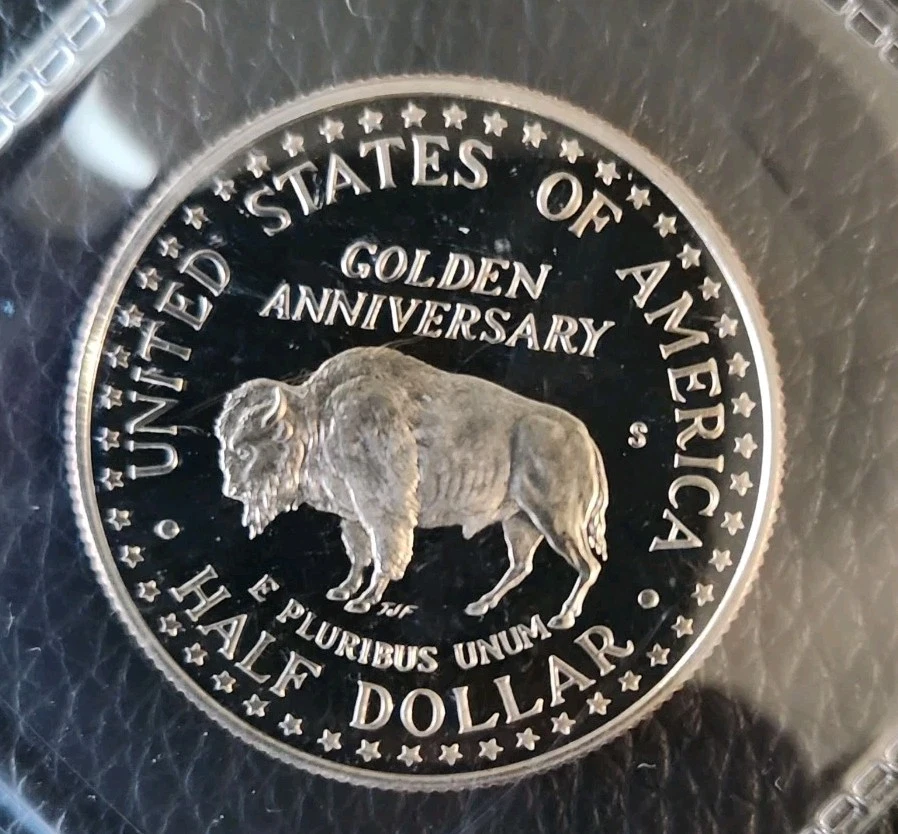 UNITED STATES OF AMERICA
GOLDEN
ANNIVERSARY
S
TJF
E PLURIBUS UNUM
HALF DOLLAR